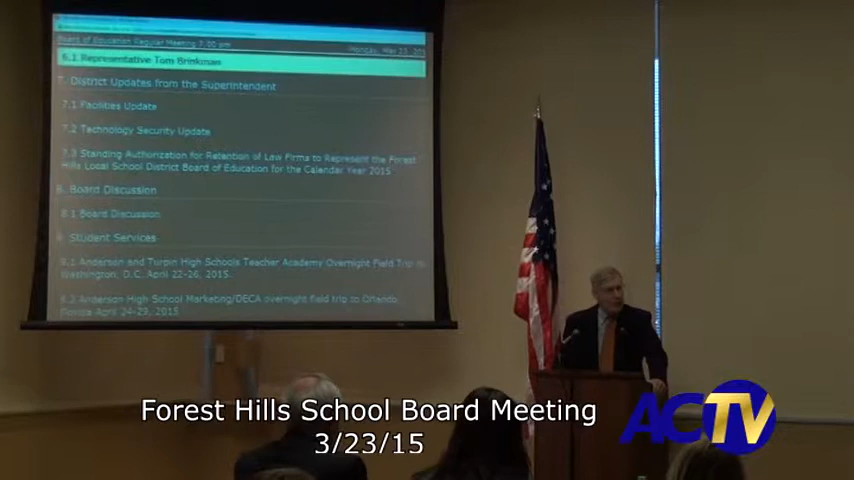 Board of Education Regular Meeting 7:00 pm
Monday, 23, 201
6.1 Representative Tom Brinkman
7. District Updates from the Superintendent
7.1 Facilities Update
7.2 Technology Security Update
7.3 Standing Authorization for Retention of Law Firms to Represent the Forest
Hills Local School District Board of Education for the Calendar Year 2015
8. Board Discussion
8.1 Board Discussion
9. Student Services
9.1 Anderson and Turpin High Schools Teacher Academy Overnight Field Trip to
Washington, D.C. April 22-26, 2015.
9.2 Anderson High School Marketing/DECA overnight field trip to Orlando,
Florida April 24-29, 2015
Forest Hills School Board Meeting
3/23/15
ACTV